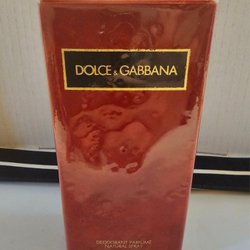 DOLCE & GABBANA
DEODORANT PARFUMÉ
NATURAL SPRAY